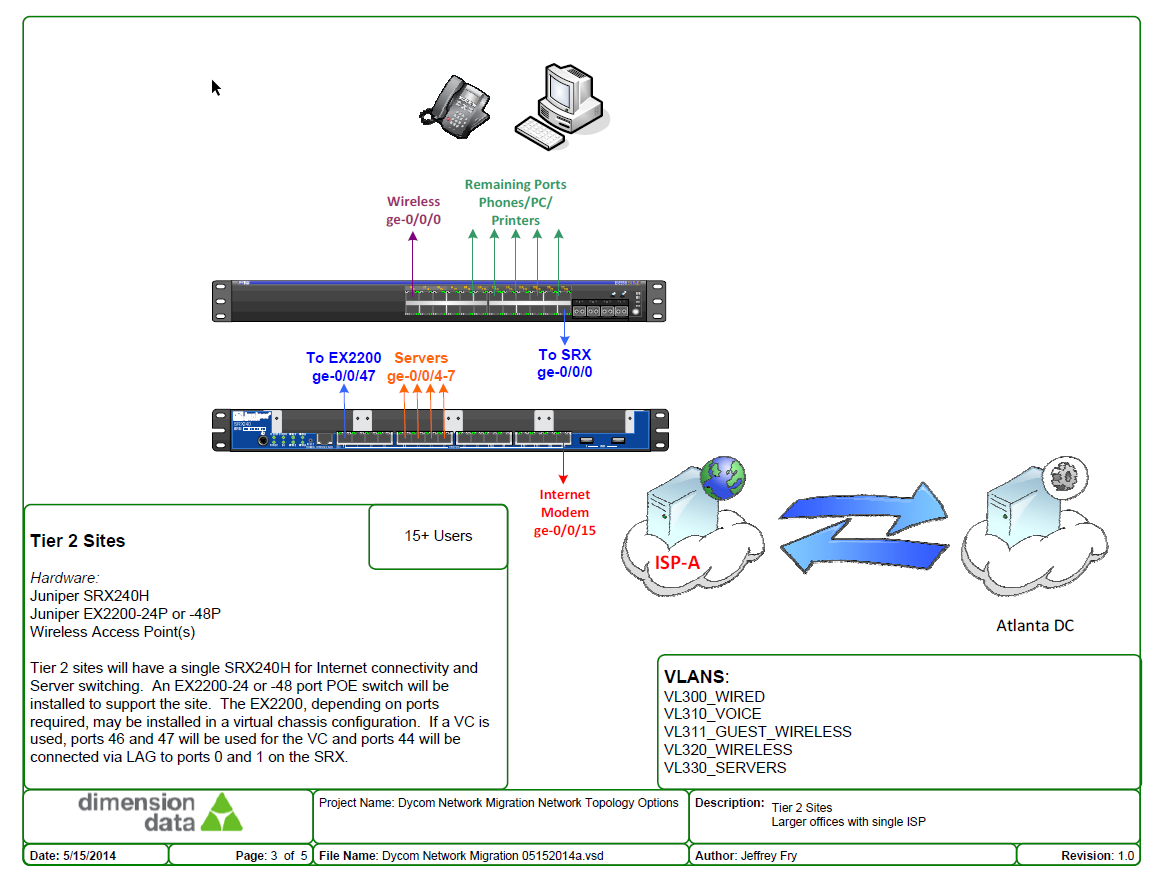 Wireless
ge-0/0/0
Remaining Ports
Phones/PC/
Printers
To SRX
ge-0/0/0
To EX2200
ge-0/0/47
Servers
ge-0/0/4-7
SRX240
Internet
Modem
ge-0/0/15
ISP-A
Atlanta DC
Tier 2 Sites
15+ Users
Hardware:
Juniper SRX240H
Juniper EX2200-24P or -48P
Wireless Access Point(s)
Tier 2 sites will have a single SRX240H for Internet connectivity and
Server switching.  An EX2200-24 or -48 port POE switch will be
installed to support the site.  The EX2200, depending on ports
required, may be installed in a virtual chassis configuration.  If a VC is
used, ports 46 and 47 will be used for the VC and ports 44 will be
connected via LAG to ports 0 and 1 on the SRX.
VLANS:
VL300_WIRED
VL310_VOICE
VL311_GUEST_WIRELESS
VL320_WIRELESS
VL330_SERVERS
dimension
data
Project Name: Dycom Network Migration Network Topology Options
Description: Tier 2 Sites
Larger offices with single ISP
Date: 5/15/2014
Page: 3 of 5
File Name: Dycom Network Migration 05152014a.vsd
Author: Jeffrey Fry
Revision: 1.0